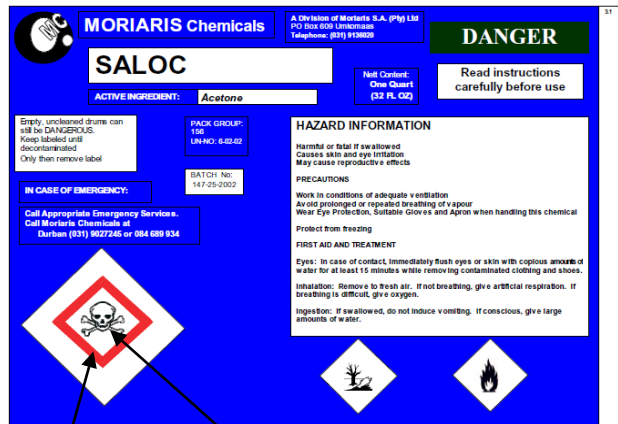 3.1
MC
MORIARIS Chemicals
A Division of Moriaris S.A. (Pty) Ltd
PO Box 609 Umkomaas
Telephone: (031) 9136020
DANGER
SALOC
Nett Content:
One Quart
(32 FL OZ)
Read instructions
carefully before use
ACTIVE INGREDIENT: Acetone
Empty, uncleaned drums can
still be DANGEROUS.
Keep labeled until
decontaminated
Only then remove label
PACK GROUP:
156
UN-NO: 6-02-02
BATCH No:
147-25-2002
IN CASE OF EMERGENCY:
Call Appropriate Emergency Services.
Call Moriaris Chemicals at
Durban (031) 9027245 or 084 689 934
HAZARD INFORMATION
Harmful or fatal if swallowed
Causes skin and eye irritation
May cause reproductive effects
PRECAUTIONS
Work in conditions of adequate ventilation
Avoid prolonged or repeated breathing of vapour
Wear Eye Protection, Suitable Gloves and Apron when handling this chemical
Protect from freezing
FIRST AID AND TREATMENT
Eyes: In case of contact, immediately flush eyes or skin with copious amounts of
water for at least 15 minutes while removing contaminated clothing and shoes.
Inhalation: Remove to fresh air. If not breathing, give artificial respiration. If
breathing is difficult, give oxygen.
Ingestion: If swallowed, do not induce vomiting. If conscious, give large
amounts of water.